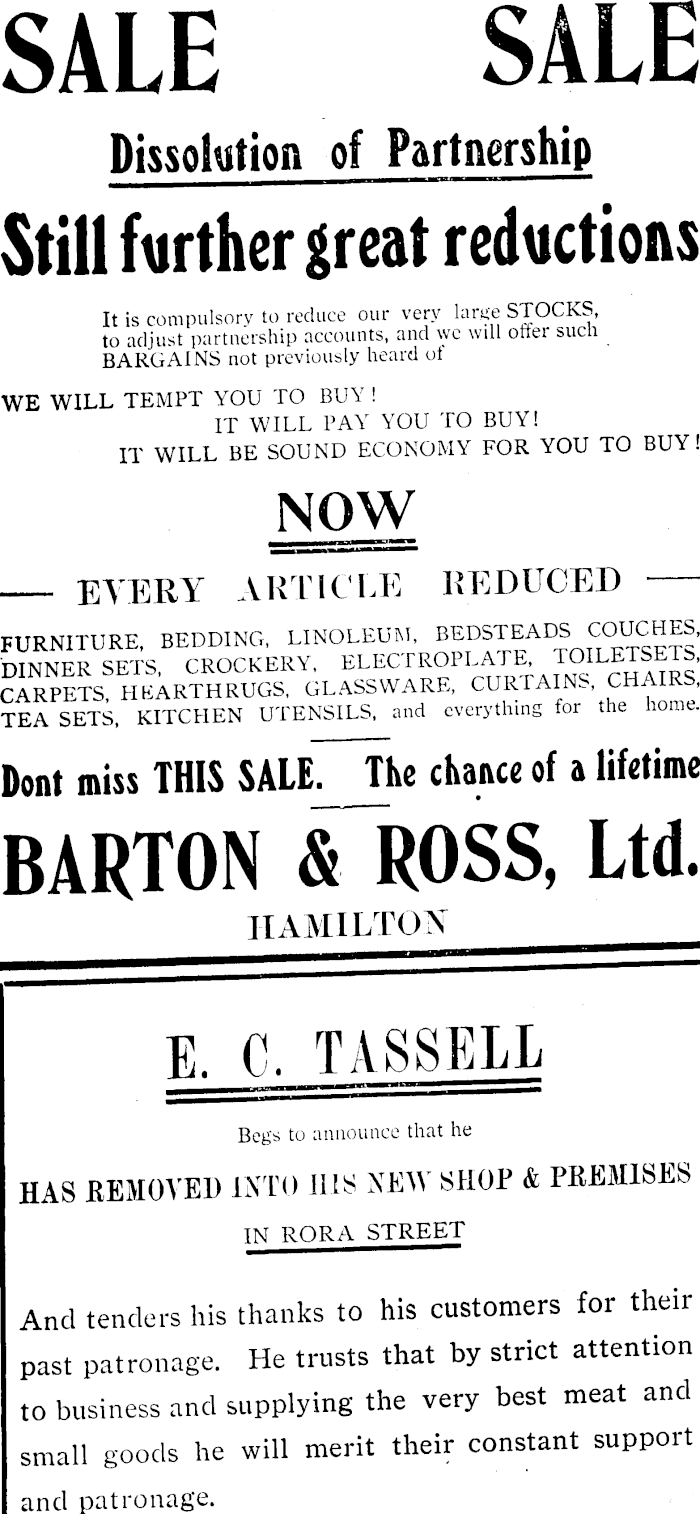 SALE SALE
Dissolution of Partnership
Still further great reductions
It is compulsory to reduce our very large STOCKS,
to adjust partnership accounts, and we will offer such
BARGAINS not previously heard of
WE WILL TEMPT YOU TO BUY!
IT WILL PAY YOU TO BUY!
IT WILL BE SOUND ECONOMY FOR YOU TO BUY!
NOW
— EVERY ARTICLE REDUCED —
FURNITURE, BEDDING, LINOLEUM, BEDSTEADS COUCHES,
DINNER SETS, CROCKERY, ELECTROPLATE, TOILETSETS,
CARPETS, HEARTHRUGS, GLASSWARE, CURTAINS, CHAIRS,
TEA SETS, KITCHEN UTENSILS, and everything for the home.
Dont miss THIS SALE. The chance of a lifetime
BARTON & ROSS, Ltd.
HAMILTON
E. C. TASSELL
Begs to announce that he
HAS REMOVED INTO HIS NEW SHOP & PREMISES
IN RORA STREET
And tenders his thanks to his customers for their
past patronage. He trusts that by strict attention
to business and supplying the very best meat and
small goods he will merit their constant support
and patronage.